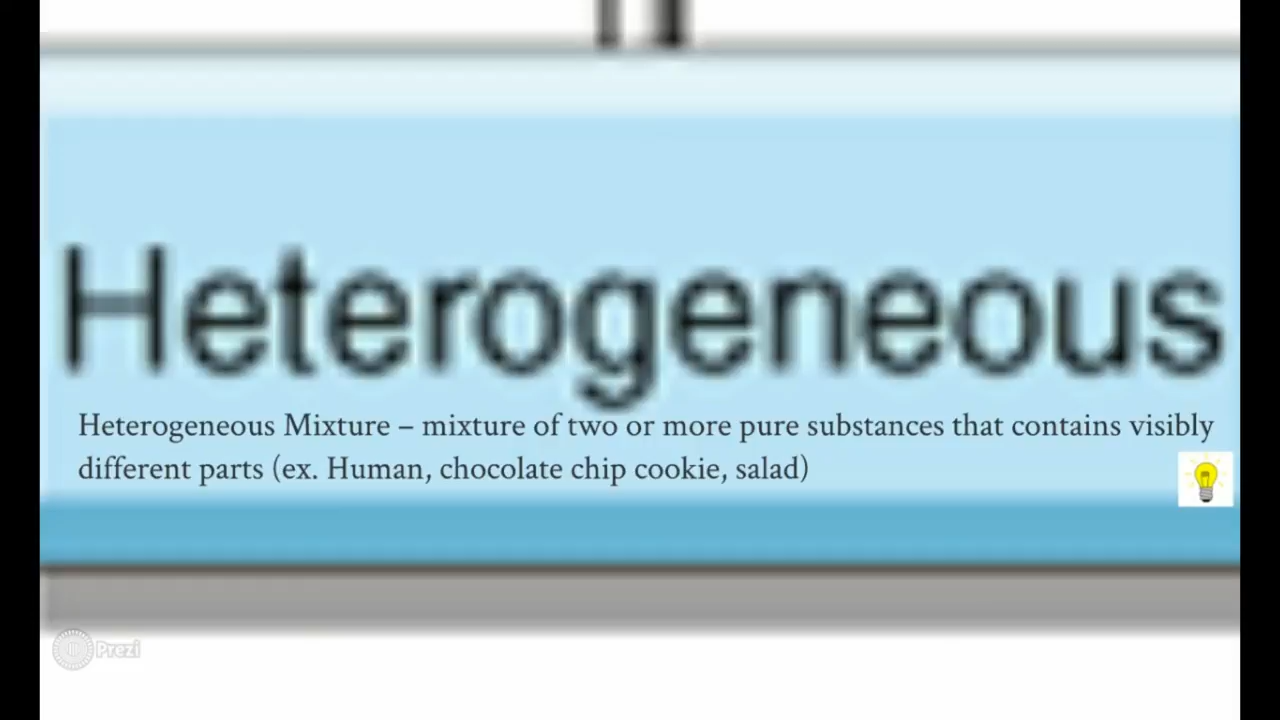 Heterogeneous
Heterogeneous Mixture – mixture of two or more pure substances that contains visibly
different parts (ex. Human, chocolate chip cookie, salad)
Prezi